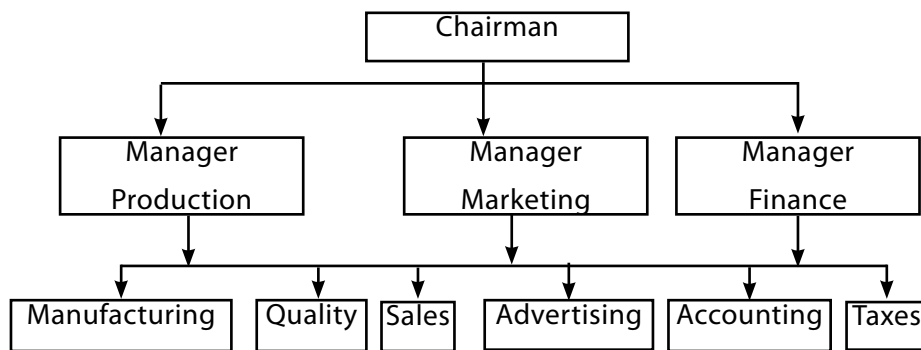 Chairman
Manager Manager Manager
Production Marketing Finance
Manufacturing Quality Sales Advertising Accounting Taxes